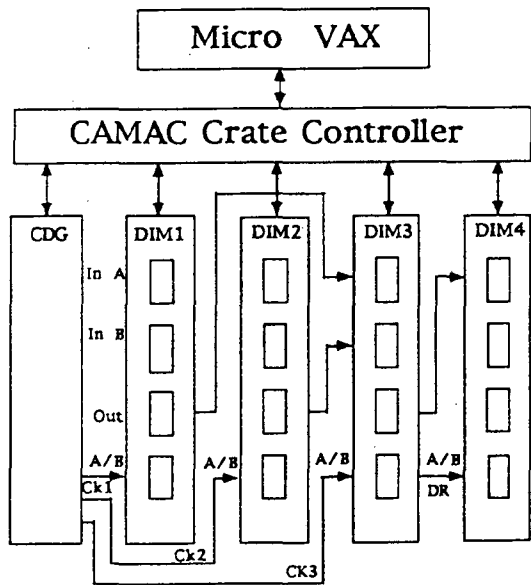 Micro VAX
CAMAC Crate Controller
CDG DIM1 DIM2 DIM3 DIM4
In A
In B
Out
A/B A/B A/B A/B
Ck1 DR
Ck2
CK3